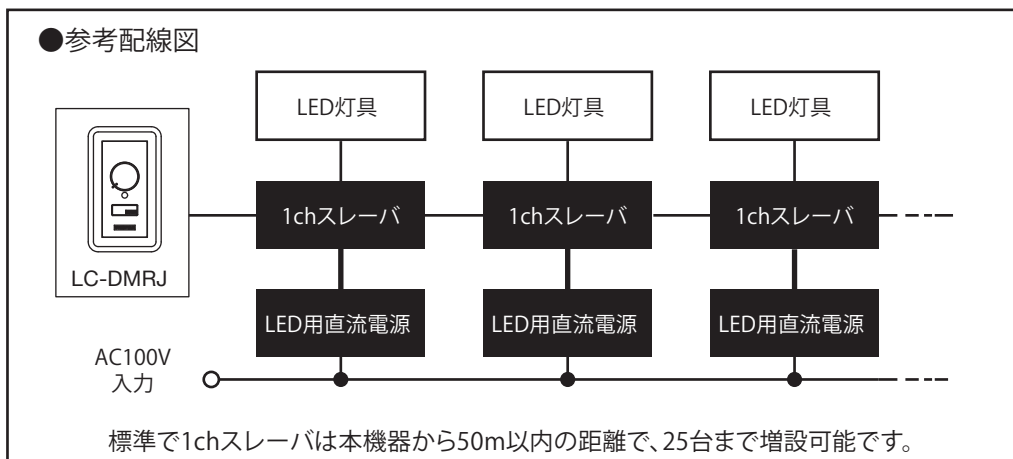 ●参考配線図
LED灯具
LED灯具
LED灯具
1chスレーバ
1chスレーバ
1chスレーバ
LC-DMRJ
LED用直流電源
LED用直流電源
LED用直流電源
AC100V
入力
標準で1chスレーバは本機器から50m以内の距離で、25台まで増設可能です。